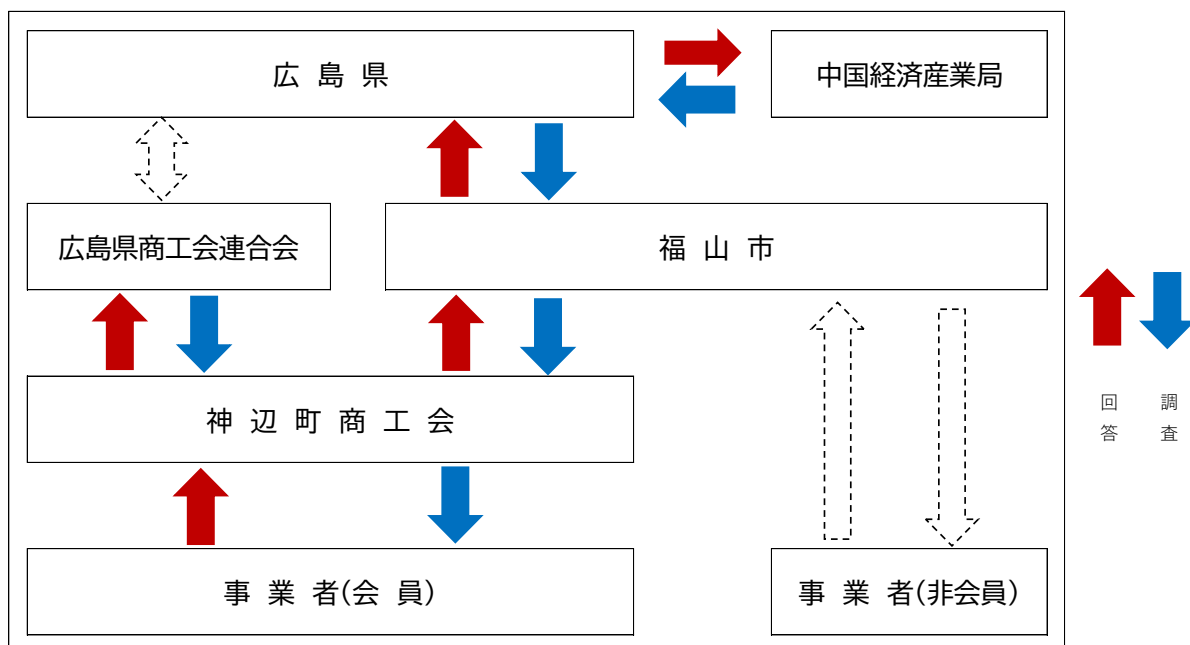 広 島 県
中国経済産業局
広島県商工会連合会
福 山 市
神 辺 町 商 工 会
事 業 者(会 員)
事 業 者(非会員)
回答
調査